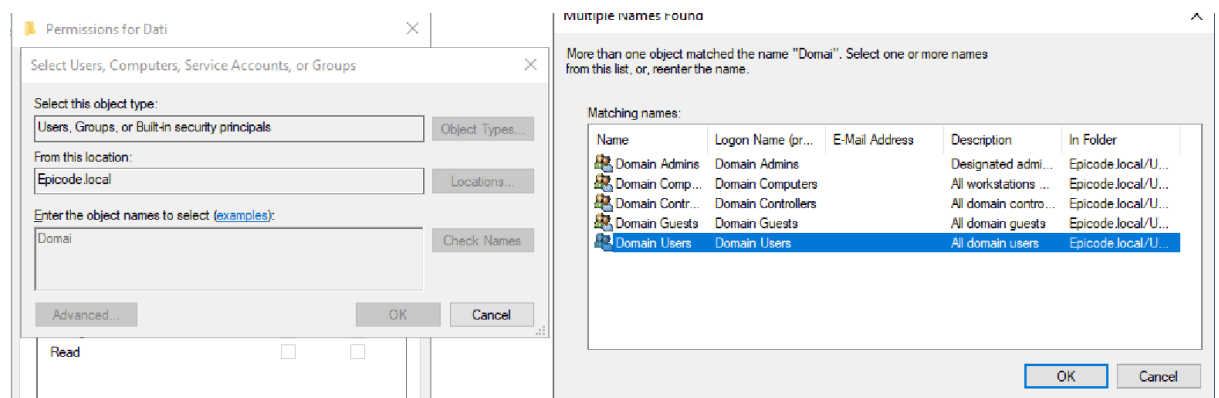 Permissions for Dati
Select Users, Computers, Service Accounts, or Groups
Select this object type:
Users, Groups, or Built-in security principals
Object Types...
From this location:
Epicode.local
Locations...
Enter the object names to select (examples):
Domai
Check Names
Advanced...
OK
Cancel
Read
Multiple Names Found
More than one object matched the name "Domai". Select one or more names
from this list, or, reenter the name.
Matching names:
Name Logon Name (pr... E-Mail Address Description In Folder
Domain Admins Domain Admins Designated admi... Epicode.local/U...
Domain Comp... Domain Computers All workstations ... Epicode.local/U...
Domain Contr... Domain Controllers All domain contro... Epicode.local/U...
Domain Guests Domain Guests All domain guests Epicode.local/U...
Domain Users Domain Users All domain users Epicode.local/U...
OK
Cancel